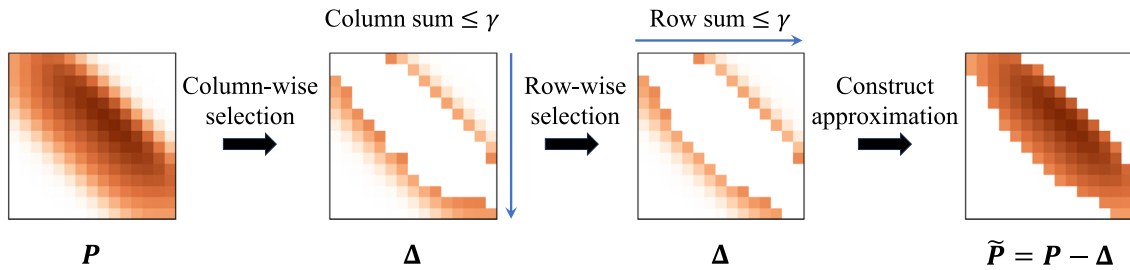 Column sum ≤ γ
Row sum ≤ γ
Column-wise
selection
Row-wise
selection
Construct
approximation
P
Δ
Δ
P̃ = P − Δ